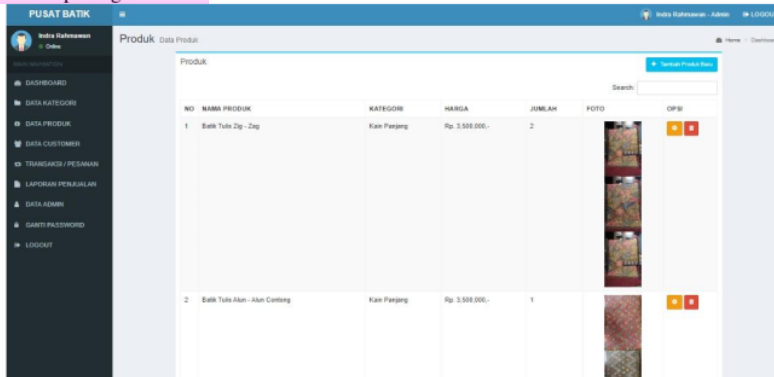 PUSAT BATIK
Indra Rahmawan - Admin
LOGOUT
Indra Rahmawan
Online
Produk Data Produk
Home > Dashboa
MAIN NAVIGATION
DASHBOARD
DATA KATEGORI
DATA PRODUK
DATA CUSTOMER
TRANSAKSI / PESANAN
LAPORAN PENJUALAN
DATA ADMIN
GANTI PASSWORD
LOGOUT
Produk
+ Tambah Produk Baru
Search:
NO NAMA PRODUK KATEGORI HARGA JUMLAH FOTO OPSI
1 Batik Tulis Zig - Zag Kain Panjang Rp. 3,500,000,- 2
2 Batik Tulis Alun - Alun Contong Kain Panjang Rp. 3,500,000,- 1